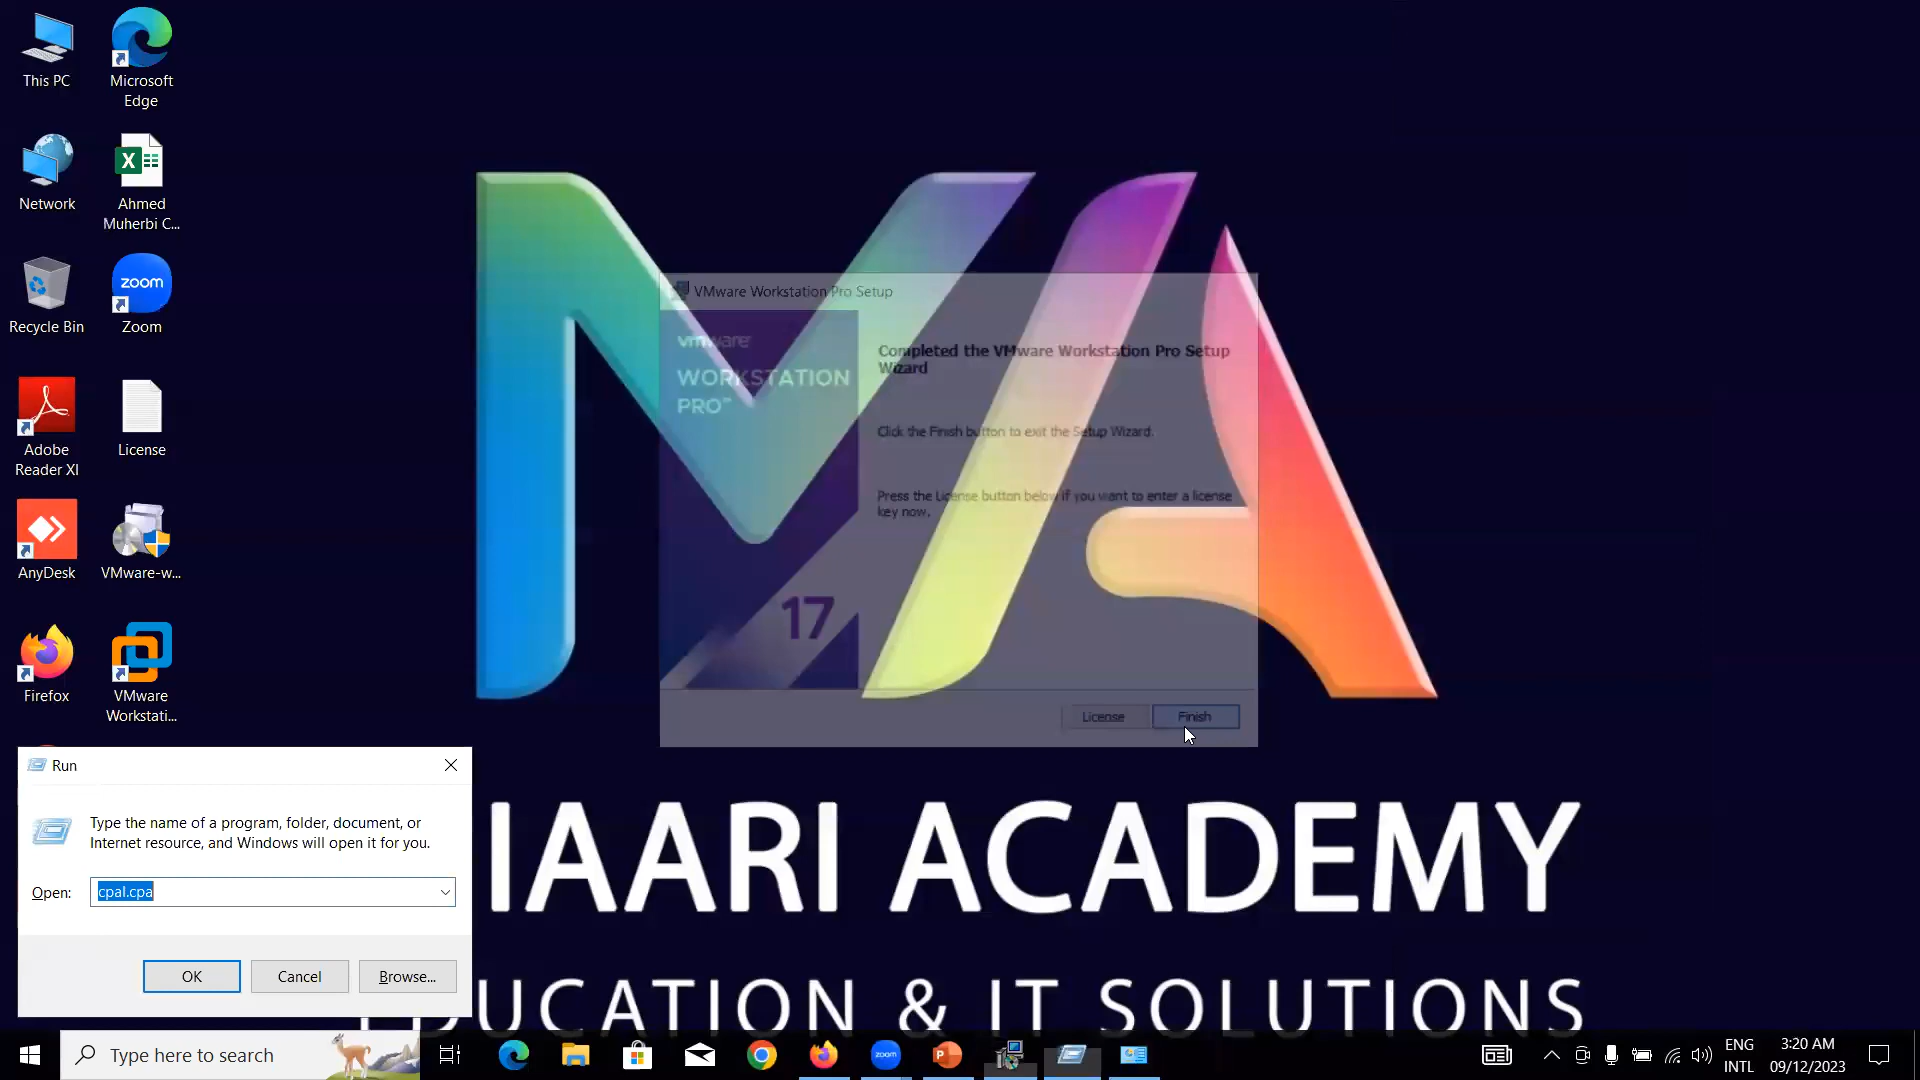 This PC
Microsoft
Edge
Network
Ahmed
Muherbi C...
Recycle Bin
zoom
Zoom
Adobe
Reader XI
License
AnyDesk
VMware-w...
Firefox
VMware
Workstati...
VMware Workstation Pro Setup
vmware
WORKSTATION
PRO™
17
Completed the VMware Workstation Pro Setup
Wizard
Click the Finish button to exit the Setup Wizard.
Press the License button below if you want to enter a license
key now.
License
Finish
IAARI ACADEMY
EDUCATION & IT SOLUTIONS
Run
Type the name of a program, folder, document, or
Internet resource, and Windows will open it for you.
Open:
cpal.cpa
OK
Cancel
Browse...
Type here to search
zoom
ENG
INTL
3:20 AM
09/12/2023